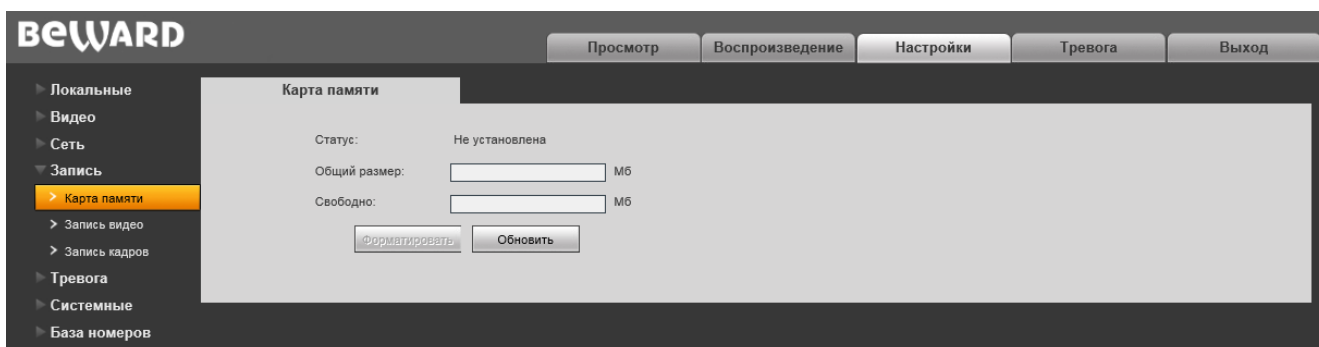 BEWARD
Просмотр Воспроизведение Настройки Тревога Выход
Локальные
Видео
Сеть
Запись
Карта памяти
Запись видео
Запись кадров
Тревога
Системные
База номеров
Карта памяти
Статус: Не установлена
Общий размер: Мб
Свободно: Мб
Форматировать Обновить